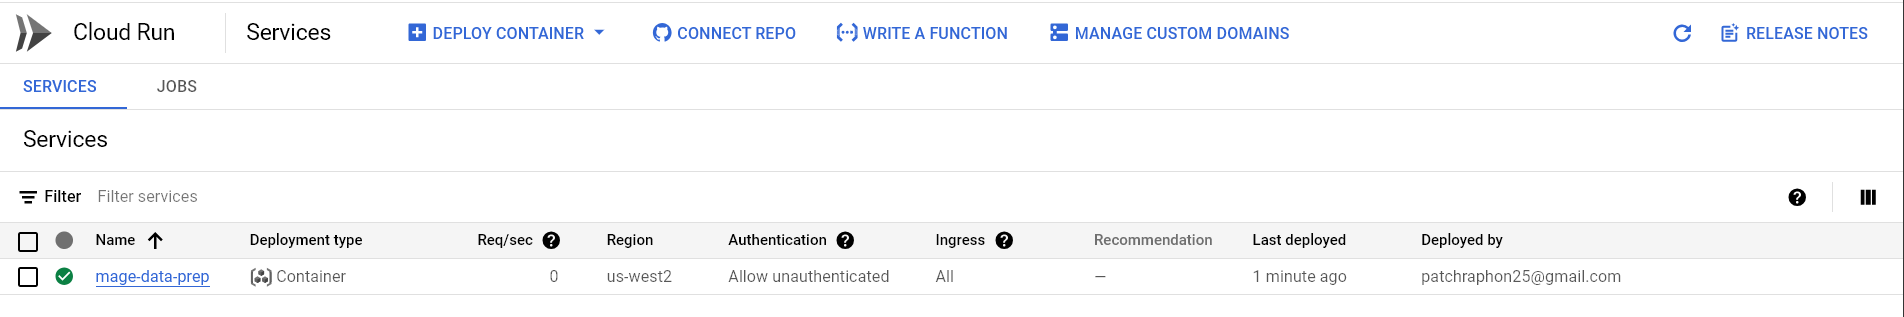 Cloud Run Services DEPLOY CONTAINER CONNECT REPO WRITE A FUNCTION MANAGE CUSTOM DOMAINS RELEASE NOTES
SERVICES JOBS
Services
Filter Filter services
Name Deployment type Req/sec Region Authentication Ingress Recommendation Last deployed Deployed by
mage-data-prep Container 0 us-west2 Allow unauthenticated All — 1 minute ago patchraphon25@gmail.com